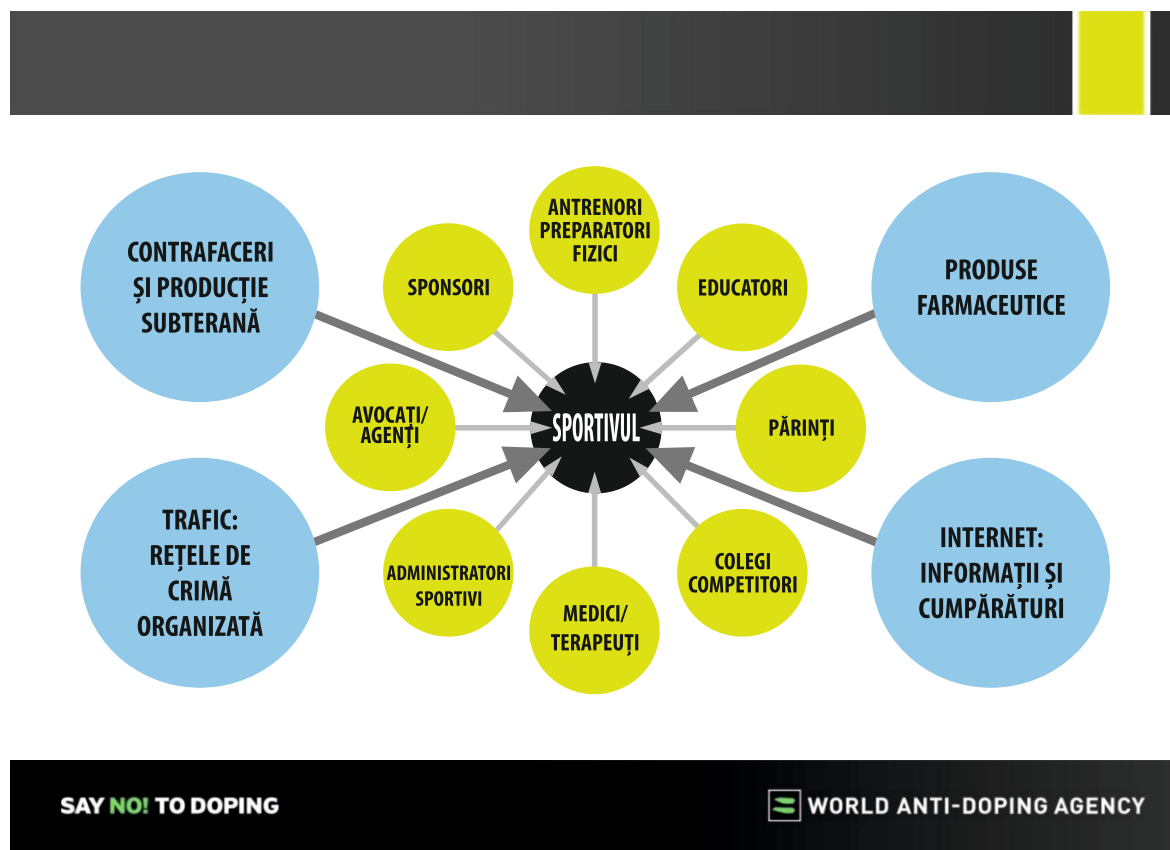 CONTRAFACERI
ȘI PRODUCȚIE
SUBTERANĂ
SPONSORI
ANTRENORI
PREPARATORI
FIZICI
EDUCATORI
PRODUSE
FARMACEUTICE
AVOCAȚI/
AGENȚI
SPORTIVUL
PĂRINȚI
TRAFIC:
REȚELE DE
CRIMĂ
ORGANIZATĂ
ADMINISTRATORI
SPORTIVI
MEDICI/
TERAPEUȚI
COLEGI
COMPETITORI
INTERNET:
INFORMAȚII ȘI
CUMPĂRĂTURI
SAY NO! TO DOPING
WORLD ANTI-DOPING AGENCY